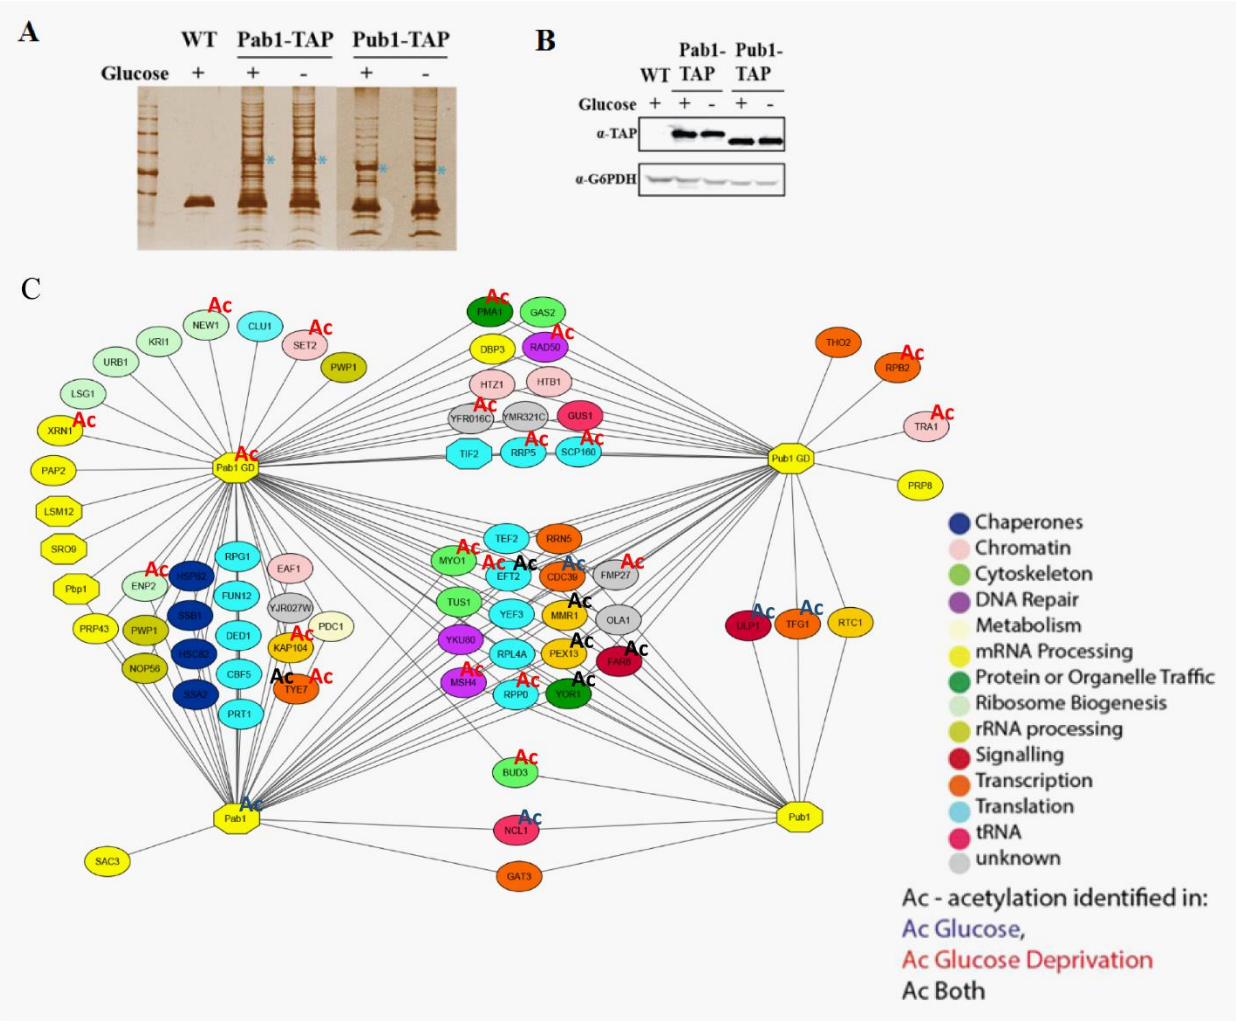 A
WT Pab1-TAP Pub1-TAP
Glucose + + - + -
* * * *
B
Pab1- Pub1-
WT TAP TAP
Glucose + + - + -
α-TAP
α-G6PDH
C
Ac
PMA1 GAS2
Ac
NEW1 CLU1
Ac
SET2
KRI1
DBP3
Ac
RAD50
THO2
URB1
PWP1
Ac
RPB2
LSG1
HTZ1 HTB1
Ac
XRN1
Ac
YFR016C YMR321C GUS1
Ac
TRA1
Ac
Pab1 GD
TIF2
Ac
RRP5
Ac
SCP160
Pub1 GD
PAP2
PRP8
LSM12
SRO9
TEF2 RRN5
RPG1
EAF1
Ac
MYO1
Ac Ac
EFT2
Ac
CDC39
Ac
FMP27
Pbp1
Ac
ENP2
HSP82
FUN12
YJR027W
TUS1
YEF3
Ac
MMR1
OLA1
Ac
ULP1
Ac
TFG1
RTC1
PRP43
PWP1
SSB1
DED1
PDC1
Ac
KAP104
YKU80
RPL4A
Ac
PEX13
Ac
FAR8
NOP56
HSC82
CBF5
Ac Ac
TYE7
Ac
MSH4
Ac
RPP0
Ac
YOR1
SSA2
PRT1
Ac
BUD3
Ac
Pab1
Ac
NCL1
Pub1
SAC3
GAT3
Chaperones
Chromatin
Cytoskeleton
DNA Repair
Metabolism
mRNA Processing
Protein or Organelle Traffic
Ribosome Biogenesis
rRNA processing
Signalling
Transcription
Translation
tRNA
unknown
Ac - acetylation identified in:
Ac Glucose,
Ac Glucose Deprivation
Ac Both